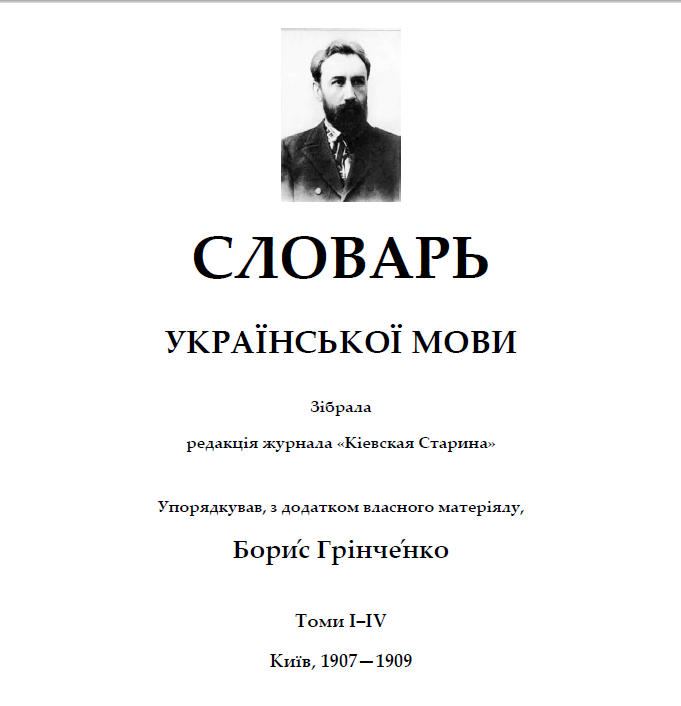 СЛОВАРЬ
УКРАЇНСЬКОЇ МОВИ
Зібрала
редакція журнала «Кіевская Старина»
Упорядкував, з додатком власного матеріялу,
Бори́с Грінче́нко
Томи I–IV
Київ, 1907—1909